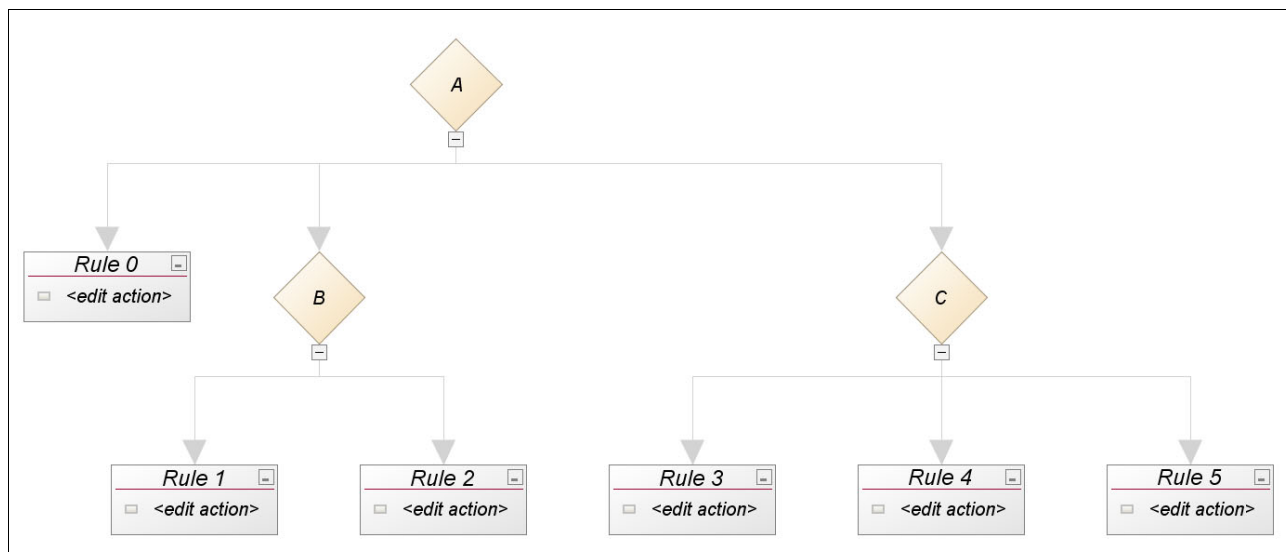 A
Rule 0
<edit action>
B
C
Rule 1
<edit action>
Rule 2
<edit action>
Rule 3
<edit action>
Rule 4
<edit action>
Rule 5
<edit action>